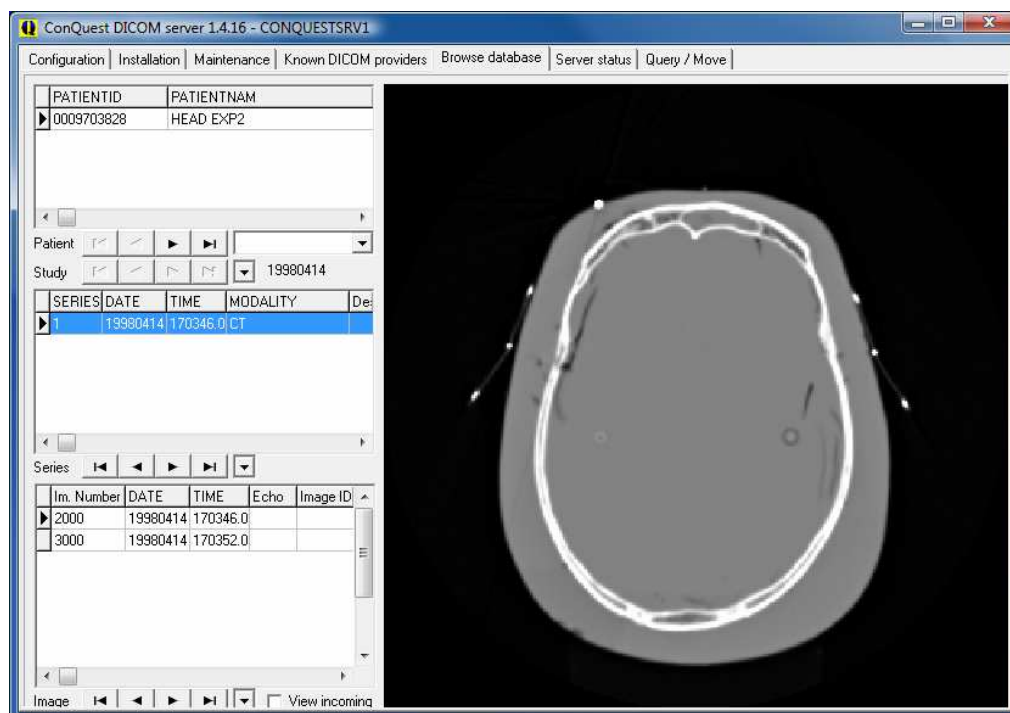 ConQuest DICOM server 1.4.16 - CONQUESTSRV1
Configuration Installation Maintenance Known DICOM providers Browse database Server status Query / Move
PATIENTID PATIENTNAM
0009703828 HEAD EXP2
Patient
Study 19980414
SERIES DATE TIME MODALITY De
1 19980414 170346.0 CT
Series
Im. Number DATE TIME Echo Image ID
2000 19980414 170346.0
3000 19980414 170352.0
Image View incoming